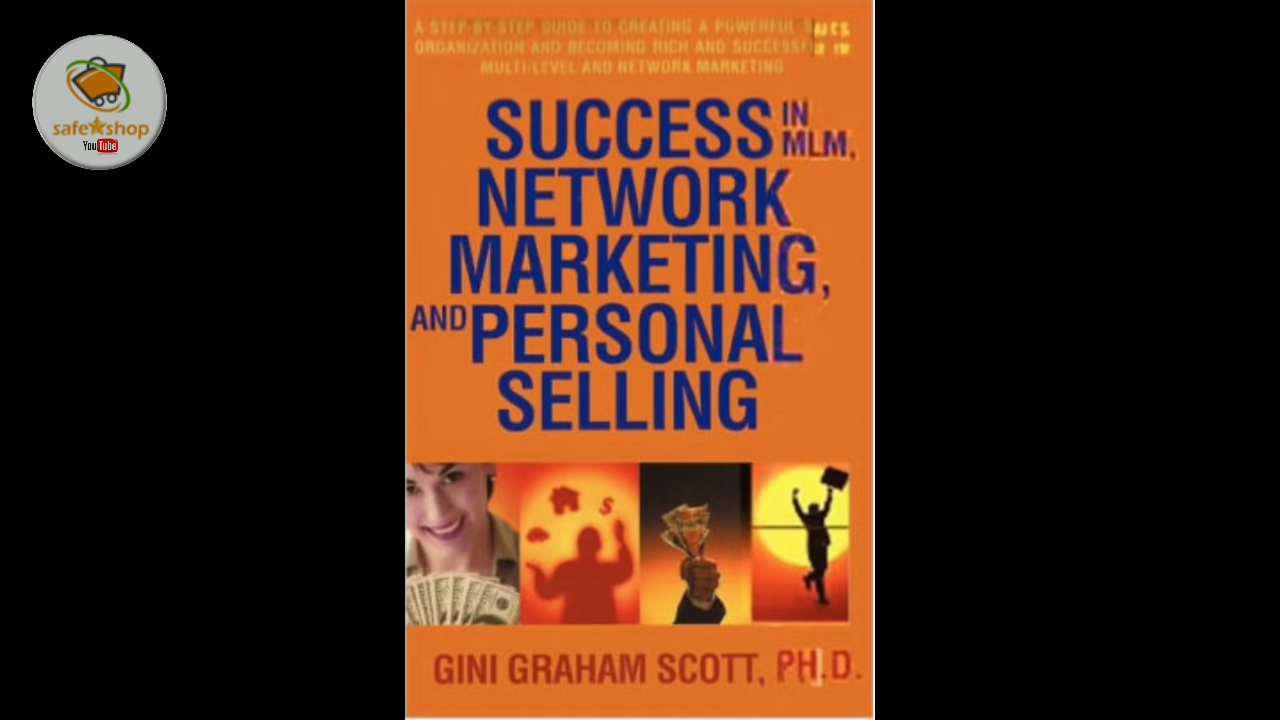 safe shop
YouTube
A STEP-BY-STEP GUIDE TO CREATING A POWERFUL
ORGANIZATION AND BECOMING RICH AND
MULTI-LEVEL AND NETWORK MARKETING
SUCCESS IN
MLM,
NETWORK
MARKETING,
AND PERSONAL
SELLING
$
GINI GRAHAM SCOTT, PH.D.